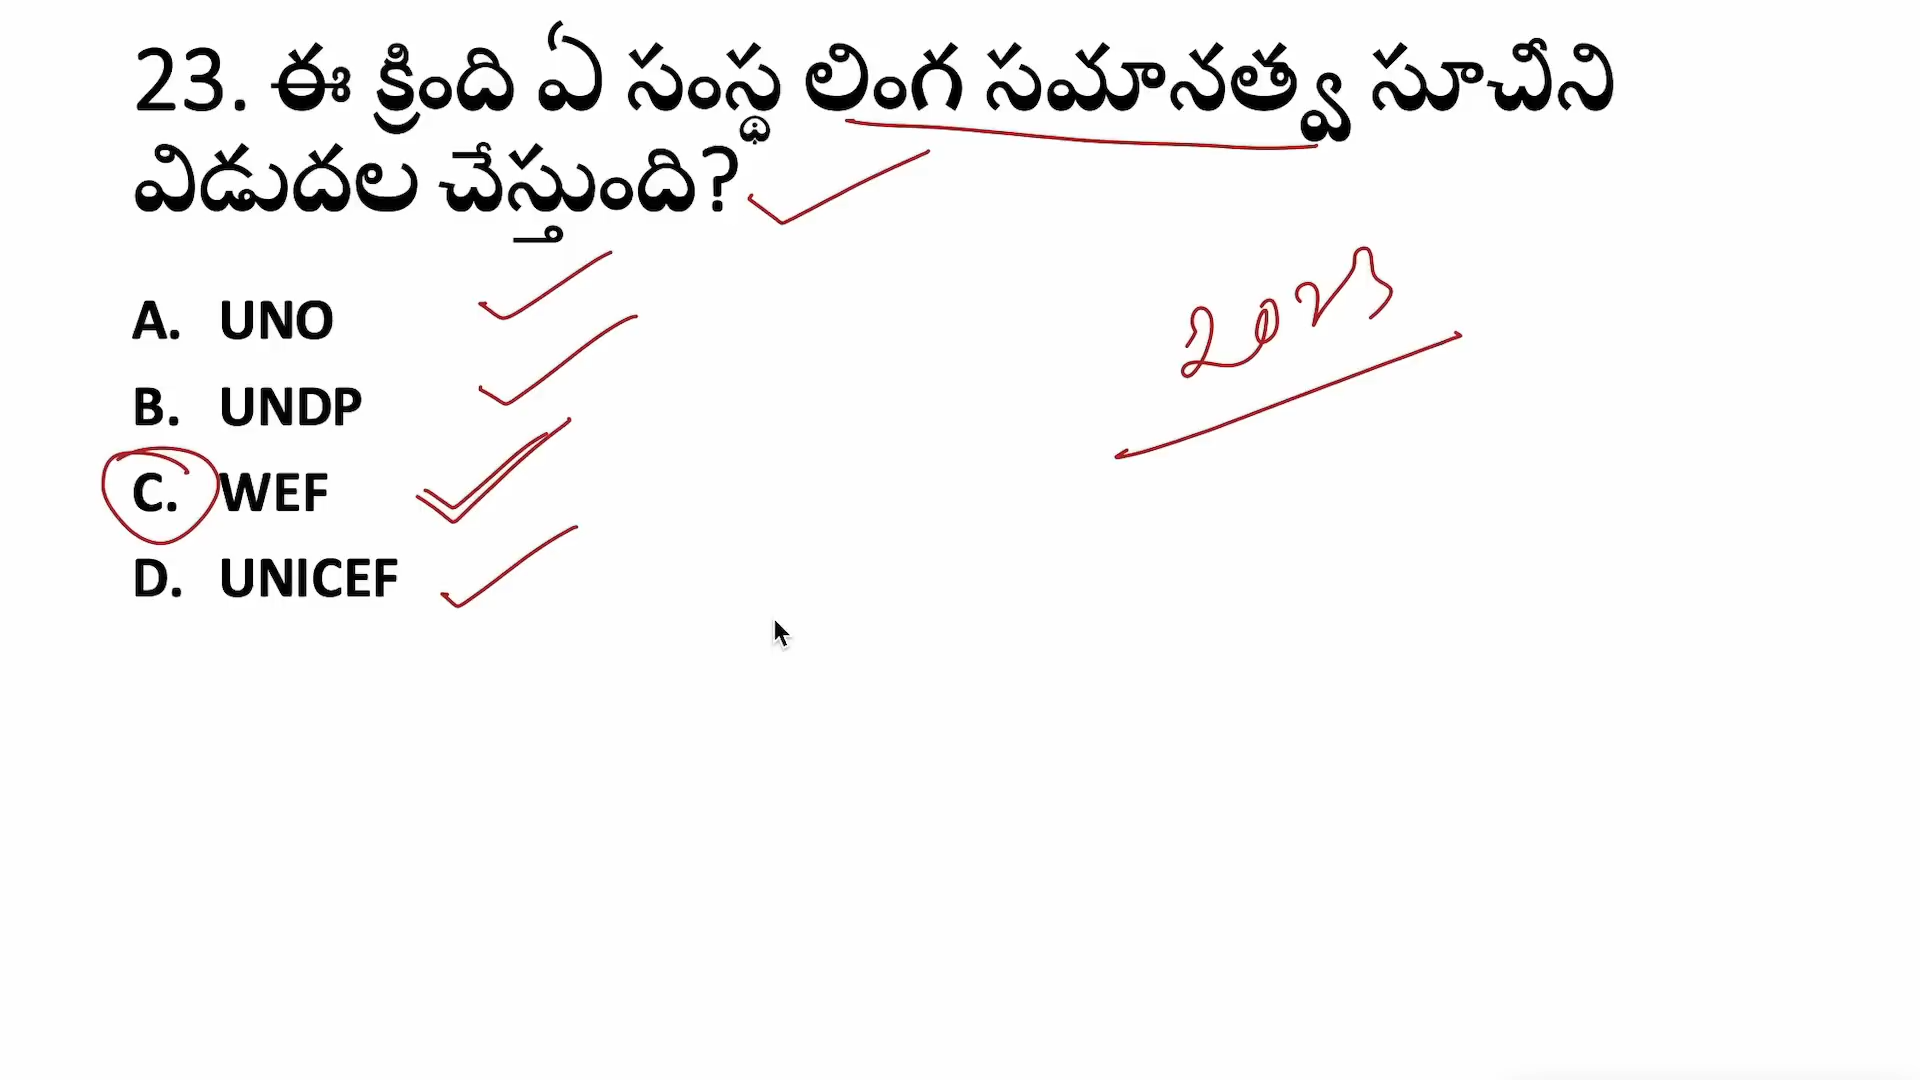 23. ఈ క్రింది ఏ సంస్థ లింగ సమానత్వ సూచీని
విడుదల చేస్తుంది?
2023
A. UNO
B. UNDP
C. WEF
D. UNICEF